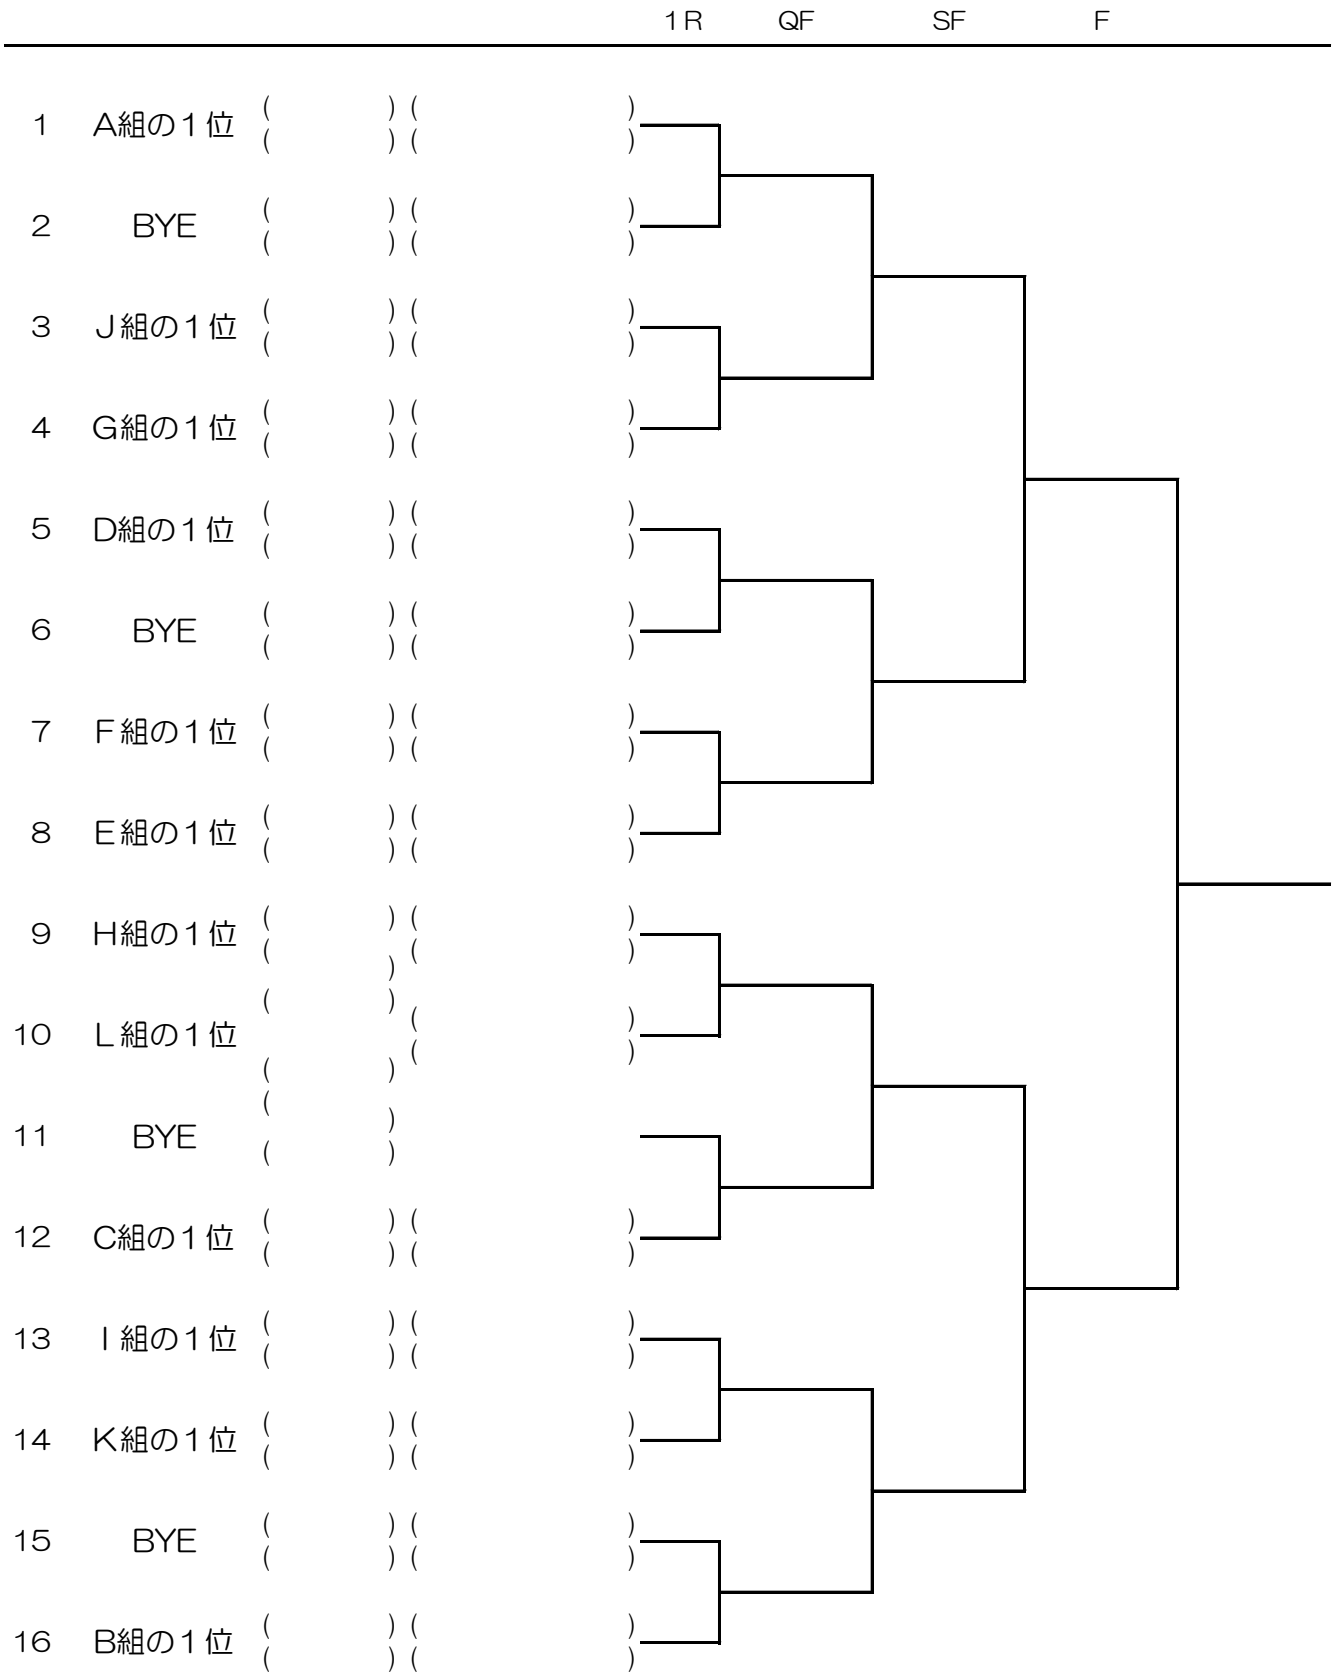 1R QF SF F
1 A組の1位 ( ) ( )
( ) ( )
2 BYE ( ) ( )
( ) ( )
3 J組の1位 ( ) ( )
( ) ( )
4 G組の1位 ( ) ( )
( ) ( )
5 D組の1位 ( ) ( )
( ) ( )
6 BYE ( ) ( )
( ) ( )
7 F組の1位 ( ) ( )
( ) ( )
8 E組の1位 ( ) ( )
( ) ( )
9 H組の1位 ( ) ( )
( ) ( )
10 L組の1位 ( ) ( )
( ) ( )
11 BYE ( )
( )
12 C組の1位 ( ) ( )
( ) ( )
13 I組の1位 ( ) ( )
( ) ( )
14 K組の1位 ( ) ( )
( ) ( )
15 BYE ( ) ( )
( ) ( )
16 B組の1位 ( ) ( )
( ) ( )